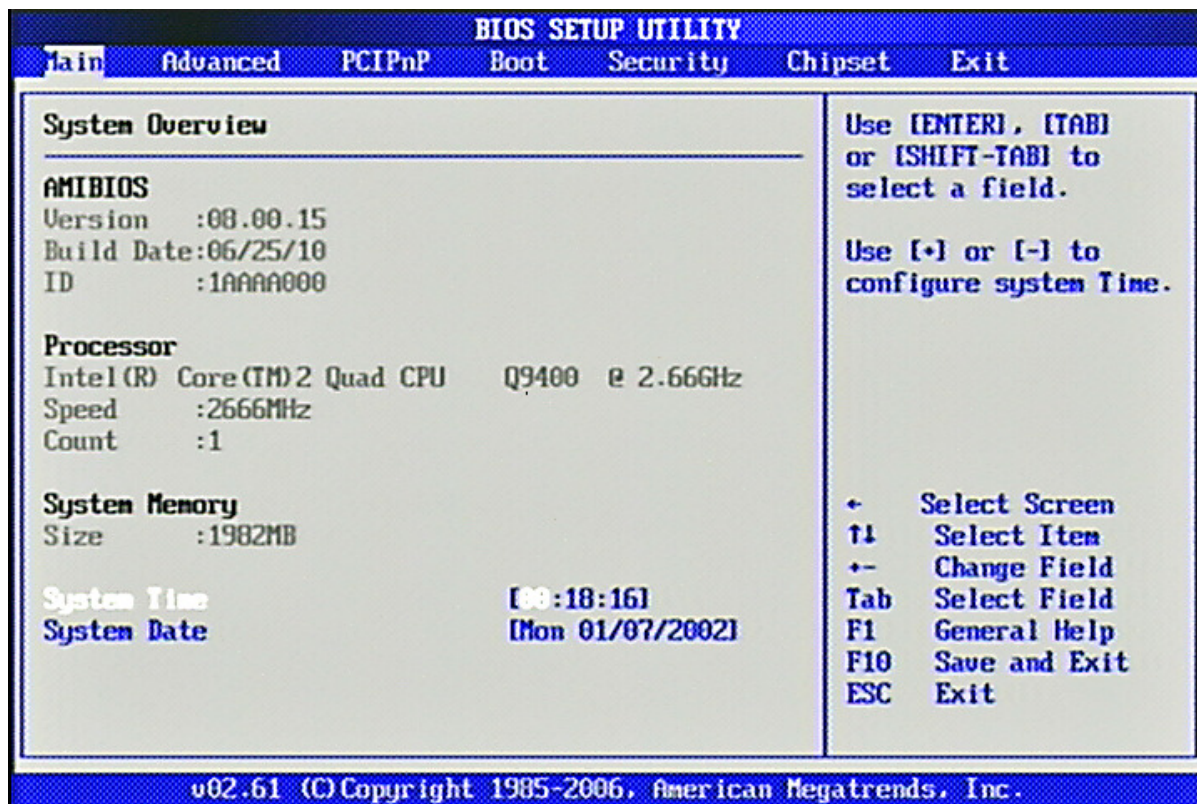 BIOS SETUP UTILITY
Main Advanced PCIPnP Boot Security Chipset Exit
System Overview
AMIBIOS
Version :08.00.15
Build Date:06/25/10
ID :1AAAA000
Processor
Intel(R) Core(TM)2 Quad CPU Q9400 @ 2.66GHz
Speed :2666MHz
Count :1
System Memory
Size :1982MB
System Time [00:18:16]
System Date [Mon 01/07/2002]
Use [ENTER], [TAB]
or [SHIFT-TAB] to
select a field.
Use [+] or [-] to
configure system Time.
← Select Screen
↑↓ Select Item
+- Change Field
Tab Select Field
F1 General Help
F10 Save and Exit
ESC Exit
v02.61 (C)Copyright 1985-2006, American Megatrends, Inc.